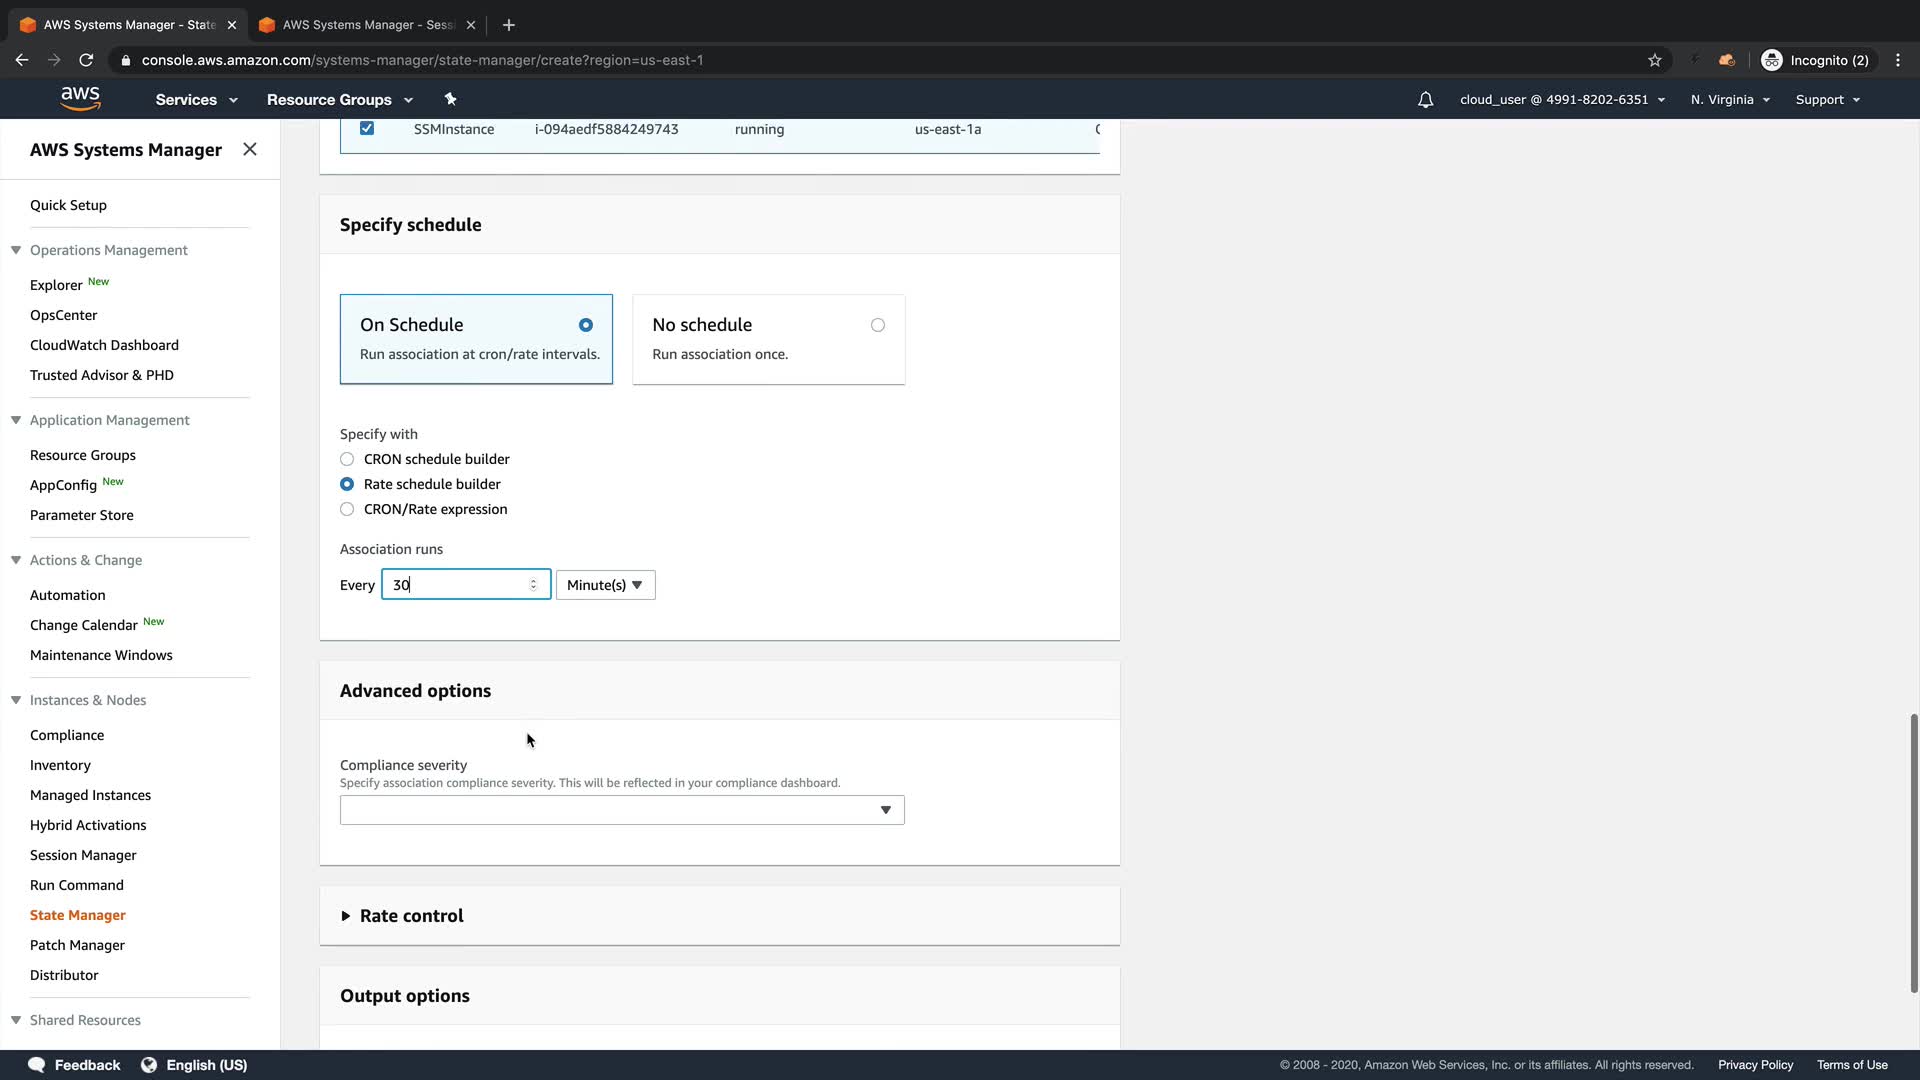 AWS Systems Manager - State
AWS Systems Manager - Sessi
console.aws.amazon.com/systems-manager/state-manager/create?region=us-east-1
Incognito (2)
aws
Services
Resource Groups
cloud_user @ 4991-8202-6351
N. Virginia
Support
AWS Systems Manager
Quick Setup
Operations Management
Explorer New
OpsCenter
CloudWatch Dashboard
Trusted Advisor & PHD
Application Management
Resource Groups
AppConfig New
Parameter Store
Actions & Change
Automation
Change Calendar New
Maintenance Windows
Instances & Nodes
Compliance
Inventory
Managed Instances
Hybrid Activations
Session Manager
Run Command
State Manager
Patch Manager
Distributor
Shared Resources
SSMInstance i-094aedf5884249743 running us-east-1a
Specify schedule
On Schedule
Run association at cron/rate intervals.
No schedule
Run association once.
Specify with
CRON schedule builder
Rate schedule builder
CRON/Rate expression
Association runs
Every 30 Minute(s)
Advanced options
Compliance severity
Specify association compliance severity. This will be reflected in your compliance dashboard.
Rate control
Output options
Feedback
English (US)
© 2008 - 2020, Amazon Web Services, Inc. or its affiliates. All rights reserved.
Privacy Policy
Terms of Use